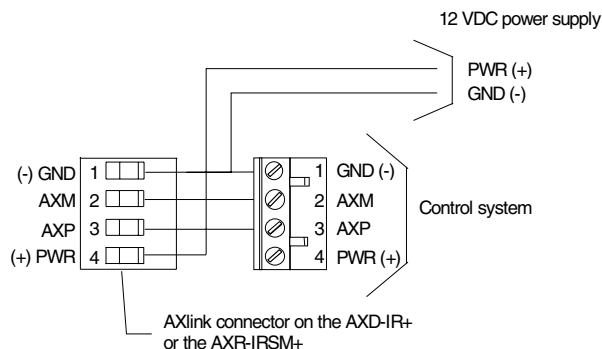 12 VDC power supply
PWR (+)
GND (-)
(-) GND 1
AXM 2
AXP 3
(+) PWR 4
1 GND (-)
2 AXM
3 AXP
4 PWR (+)
Control system
AXlink connector on the AXD-IR+
or the AXR-IRSM+